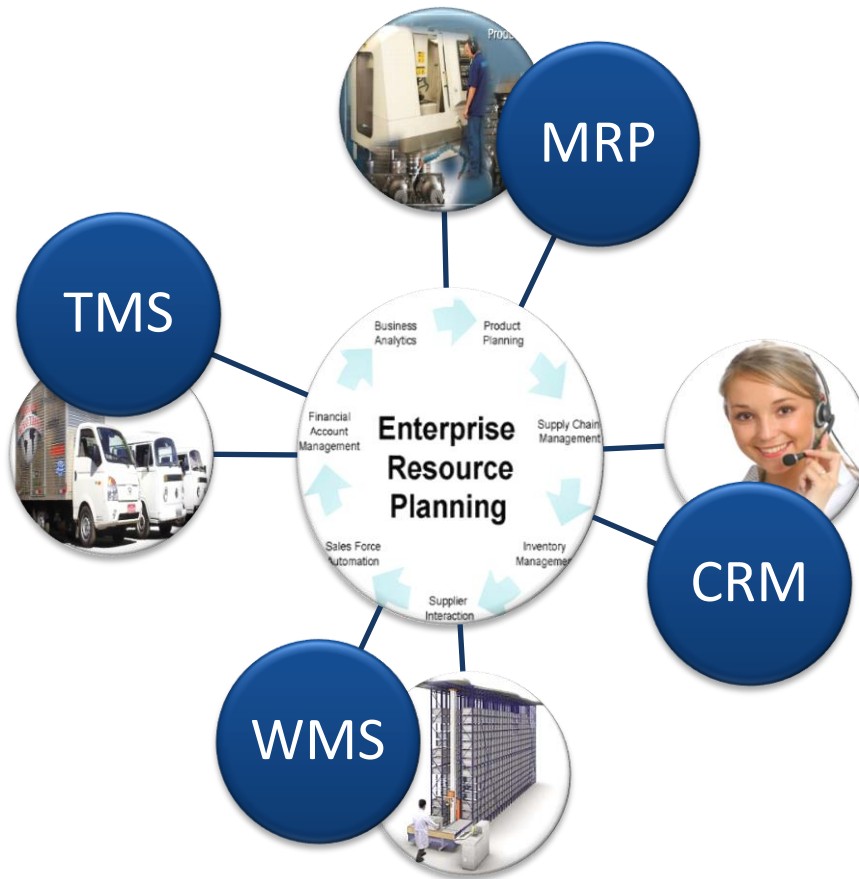 Produ
MRP
TMS
Business
Analytics
Product
Planning
Financial
Account
Management
Enterprise
Resource
Planning
Supply Chain
Management
Sales Force
Automation
Inventory
Management
Supplier
Interaction
CRM
WMS